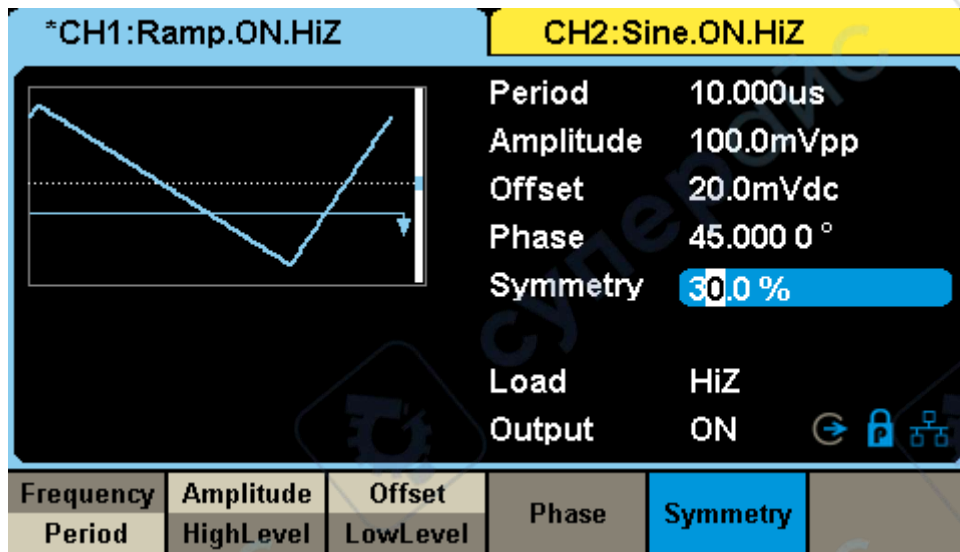 *CH1:Ramp.ON.HiZ
CH2:Sine.ON.HiZ
Period 10.000us
Amplitude 100.0mVpp
Offset 20.0mVdc
Phase 45.000 0 °
Symmetry 30.0 %
Load HiZ
Output ON
P
Frequency Amplitude Offset Phase Symmetry
Period HighLevel LowLevel
суперайс